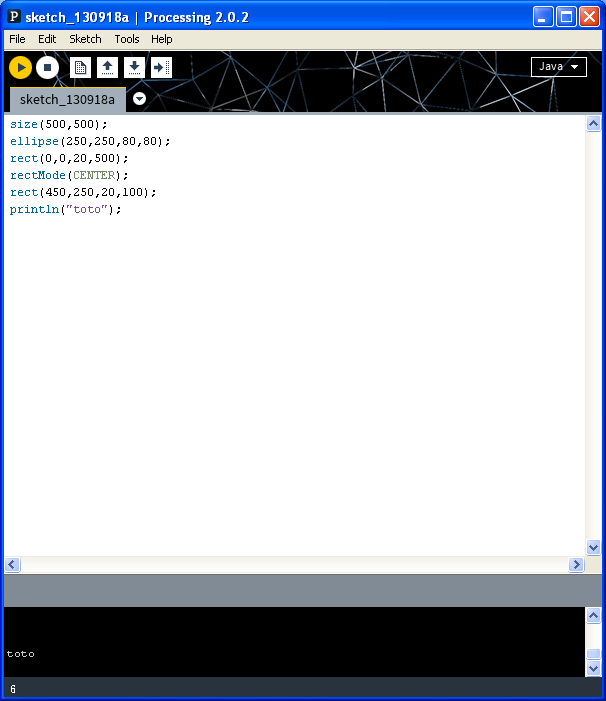 P sketch_130918a | Processing 2.0.2
File Edit Sketch Tools Help
Java
sketch_130918a
size(500,500);
ellipse(250,250,80,80);
rect(0,0,20,500);
rectMode(CENTER);
rect(450,250,20,100);
println("toto");
toto
6